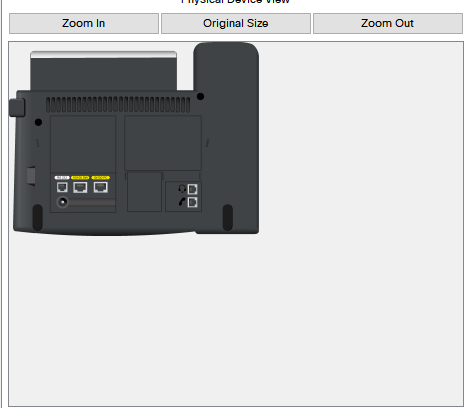 Physical Device View
Zoom In
Original Size
Zoom Out